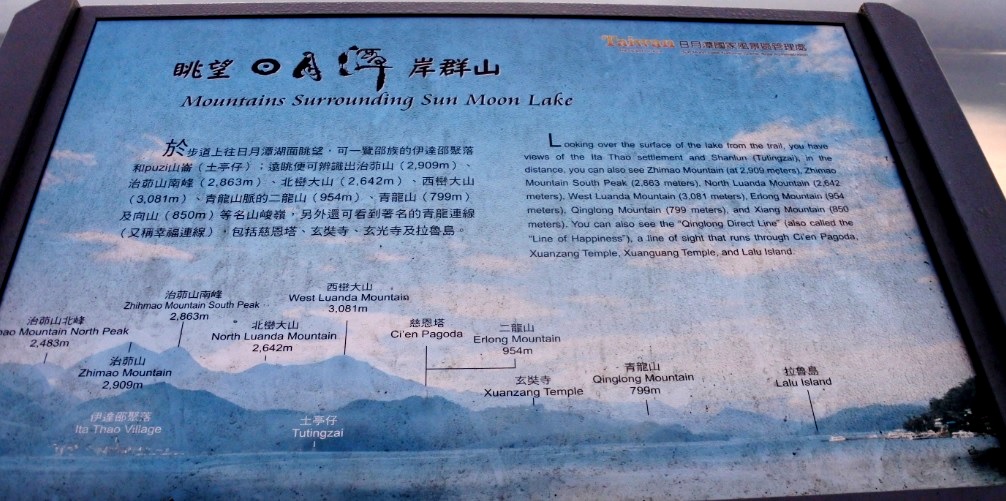 Taiwan 日月潭國家風景區管理處
眺望 日月潭 岸群山
Mountains Surrounding Sun Moon Lake
於步道上往日月潭湖面眺望，可一覽邵族的伊達邵聚落
和puzi山崙（土亭仔）；遠眺便可辨識出治茆山（2,909m）、
治茆山南峰（2,863m）、北巒大山（2,642m）、西巒大山
（3,081m）、青龍山脈的二龍山（954m）、青龍山（799m）
及向山（850m）等名山峻嶺，另外還可看到著名的青龍連線
（又稱幸福連線），包括慈恩塔、玄奘寺、玄光寺及拉魯島。
Looking over the surface of the lake from the trail, you have
views of the Ita Thao settlement and Shanlun (Tutingzai), in the
distance, you can also see Zhimao Mountain (at 2,909 meters), Zhimao
Mountain South Peak (2,863 meters), North Luanda Mountain (2,642
meters), West Luanda Mountain (3,081 meters), Erlong Mountain (954
meters), Qinglong Mountain (799 meters), and Xiang Mountain (850
meters). You can also see the "Qinglong Direct Line" (also called the
"Line of Happiness"), a line of sight that runs through Ci'en Pagoda,
Xuanzang Temple, Xuanguang Temple, and Lalu Island.
西巒大山
West Luanda Mountain
3,081m
治茆山南峰
Zhihmao Mountain South Peak
2,863m
治茆山北峰
Mountain North Peak
2,483m
北巒大山
North Luanda Mountain
2,642m
慈恩塔
Ci'en Pagoda
二龍山
Erlong Mountain
954m
治茆山
Zhimao Mountain
2,909m
玄奘寺
Xuanzang Temple
青龍山
Qinglong Mountain
799m
拉魯島
Lalu Island
伊達邵聚落
Ita Thao Village
土亭仔
Tutingzai